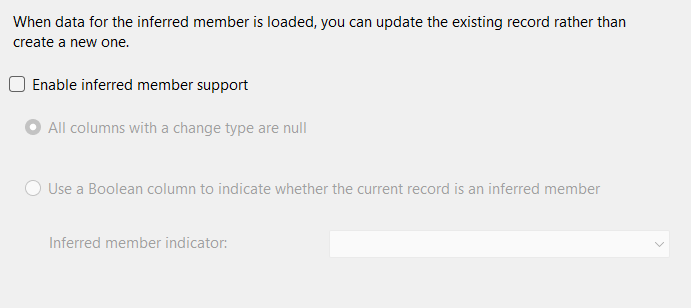 When data for the inferred member is loaded, you can update the existing record rather than
create a new one.
Enable inferred member support
All columns with a change type are null
Use a Boolean column to indicate whether the current record is an inferred member
Inferred member indicator: